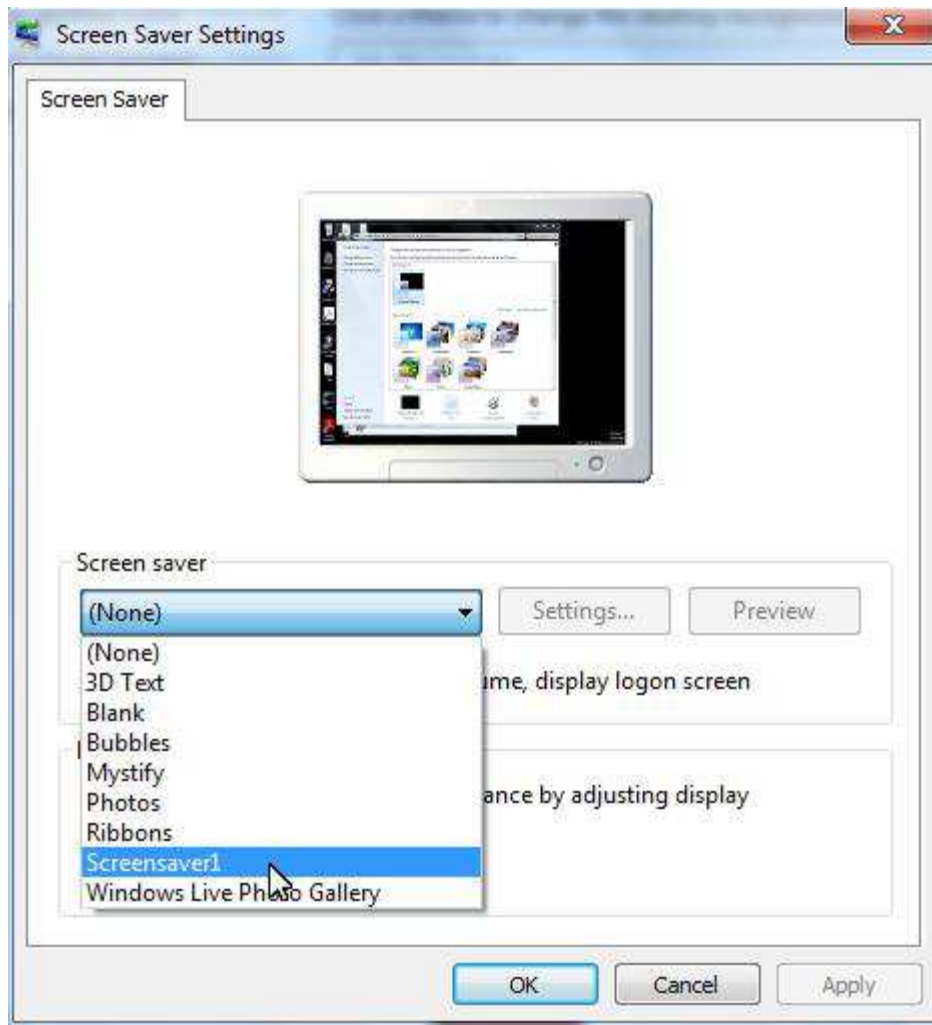 Screen Saver Settings
Screen Saver
Screen saver
(None)
Settings...
Preview
(None)
3D Text
Blank
Bubbles
Mystify
Photos
Ribbons
Screensaver1
Windows Live Photo Gallery
ume, display logon screen
ance by adjusting display
OK
Cancel
Apply